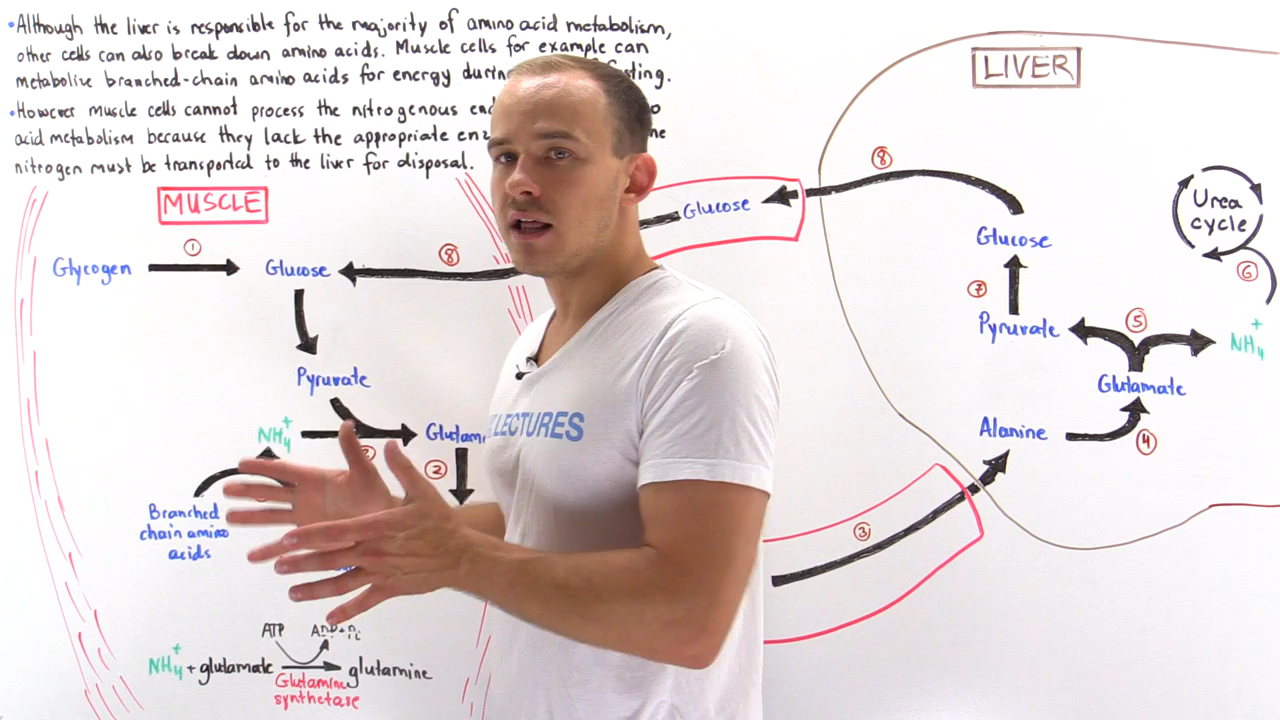 •Although the liver is responsible for the majority of amino acid metabolism,
other cells can also break down amino acids. Muscle cells for example can
metabolize branched-chain amino acids for energy during fasting.
•However muscle cells cannot process the nitrogenous
acid metabolism because they lack the appropriate
nitrogen must be transported to the liver for disposal.
LIVER
MUSCLE
8
Glucose
Urea
cycle
Glucose
1
Glycogen
Glucose
8
6
7
Pyruvate
5
NH4+
Pyruvate
Glutamate
NH4+
Alanine
4
2
2
LECTURES
Branched
chain amino
acids
3
ATP
ADP+Pi
NH4+ + glutamate
glutamine
Glutamine
synthetase